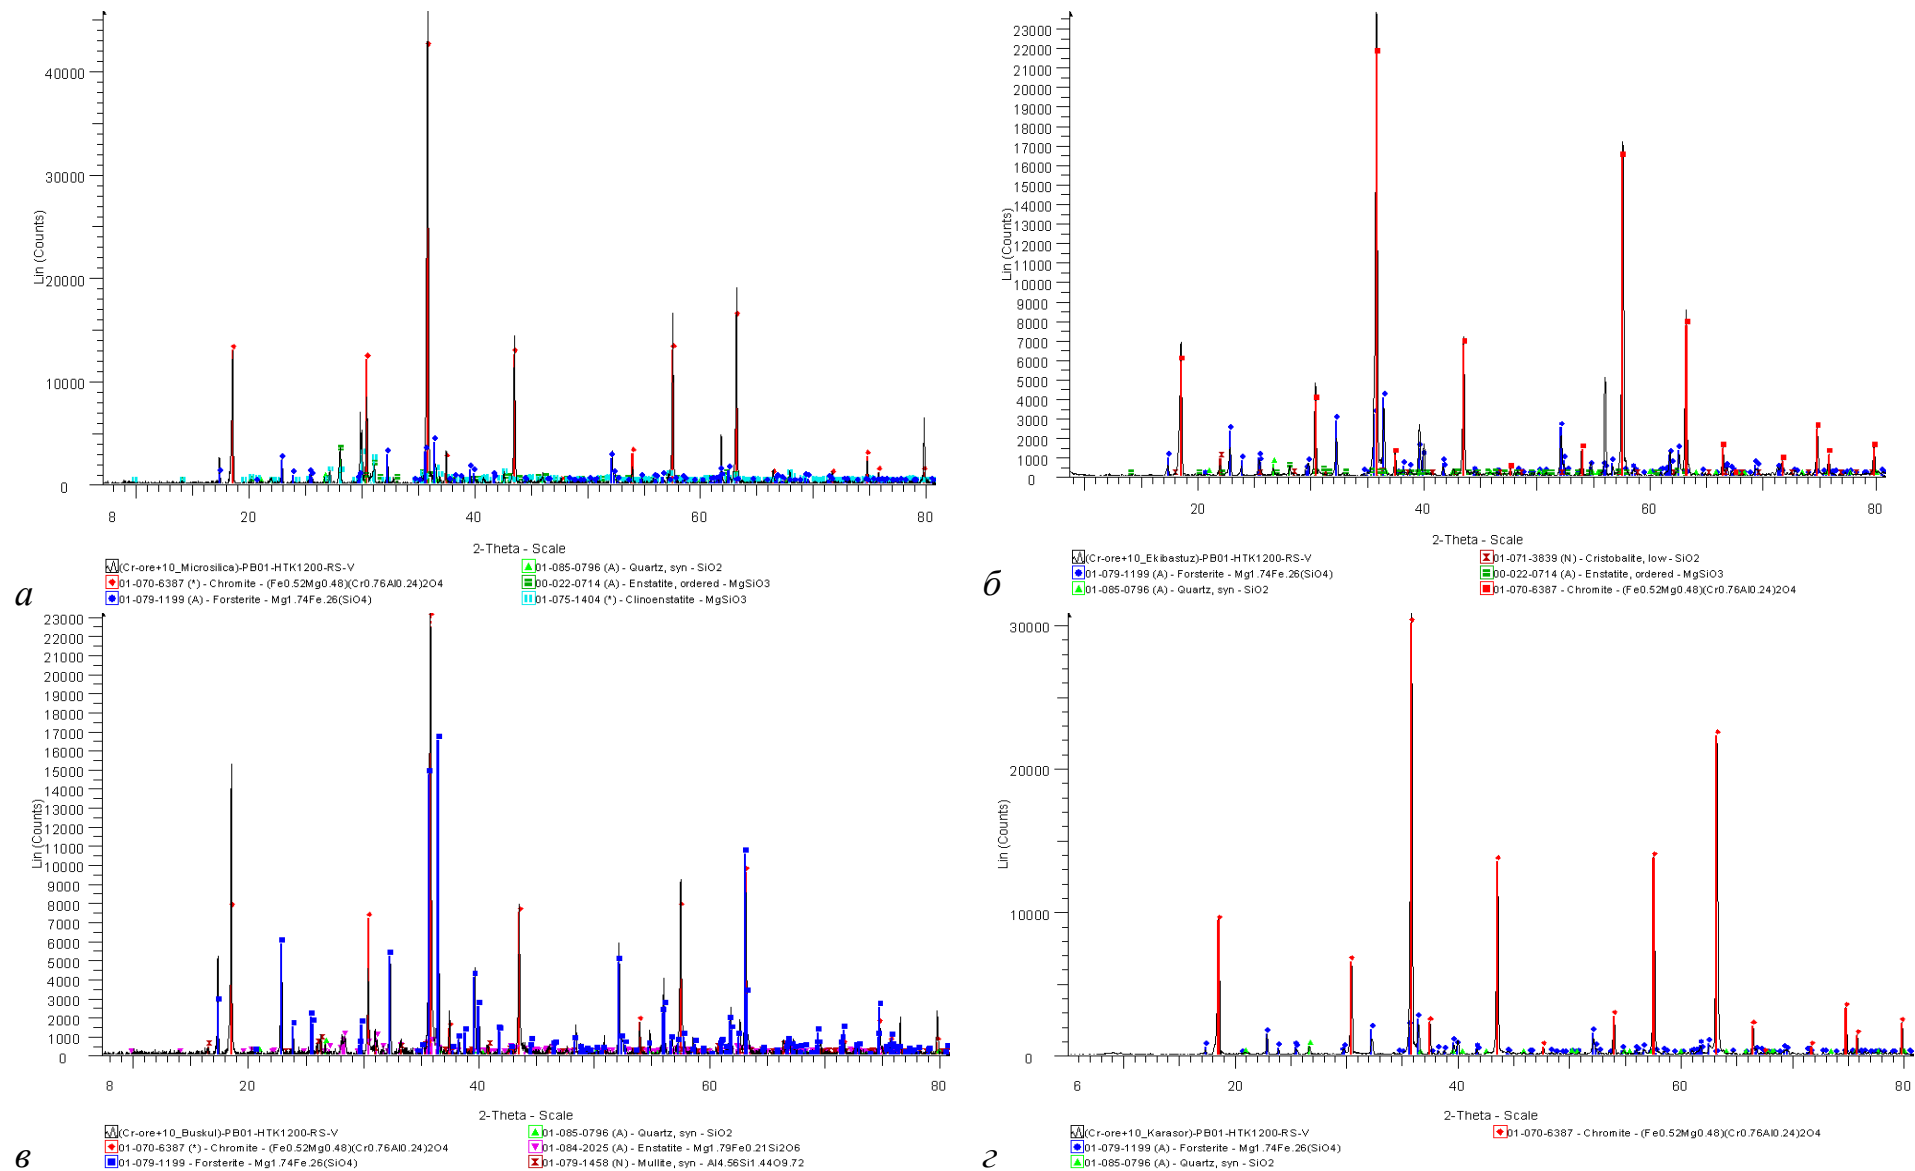 40000
30000
20000
10000
0
Lin (Counts)
8
20
40
60
80
2-Theta - Scale
(Cr-ore+10_Microsilica)-PB01-HTK1200-RS-V
01-070-6387 (*) - Chromite - (Fe0.52Mg0.48)(Cr0.76Al0.24)2O4
01-079-1199 (A) - Forsterite - Mg1.74Fe.26(SiO4)
01-085-0796 (A) - Quartz, syn - SiO2
00-022-0714 (A) - Enstatite, ordered - MgSiO3
01-075-1404 (*) - Clinoenstatite - MgSiO3
а
23000
22000
21000
20000
19000
18000
17000
16000
15000
14000
13000
12000
11000
10000
9000
8000
7000
6000
5000
4000
3000
2000
1000
0
Lin (Counts)
20
40
60
80
2-Theta - Scale
(Cr-ore+10_Ekibastuz)-PB01-HTK1200-RS-V
01-079-1199 (A) - Forsterite - Mg1.74Fe.26(SiO4)
01-085-0796 (A) - Quartz, syn - SiO2
01-071-3839 (N) - Cristobalite, low - SiO2
00-022-0714 (A) - Enstatite, ordered - MgSiO3
01-070-6387 - Chromite - (Fe0.52Mg0.48)(Cr0.76Al0.24)2O4
б
23000
22000
21000
20000
19000
18000
17000
16000
15000
14000
13000
12000
11000
10000
9000
8000
7000
6000
5000
4000
3000
2000
1000
0
Lin (Counts)
8
20
40
60
80
2-Theta - Scale
(Cr-ore+10_Buskul)-PB01-HTK1200-RS-V
01-070-6387 (*) - Chromite - (Fe0.52Mg0.48)(Cr0.76Al0.24)2O4
01-079-1199 - Forsterite - Mg1.74Fe.26(SiO4)
01-085-0796 (A) - Quartz, syn - SiO2
01-084-2025 (A) - Enstatite - Mg1.79Fe0.21Si2O6
01-079-1458 (N) - Mullite, syn - Al4.56Si1.44O9.72
в
30000
20000
10000
0
Lin (Counts)
6
20
40
60
80
2-Theta - Scale
(Cr-ore+10_Karasor)-PB01-HTK1200-RS-V
01-079-1199 (A) - Forsterite - Mg1.74Fe.26(SiO4)
01-085-0796 (A) - Quartz, syn - SiO2
01-070-6387 - Chromite - (Fe0.52Mg0.48)(Cr0.76Al0.24)2O4
г